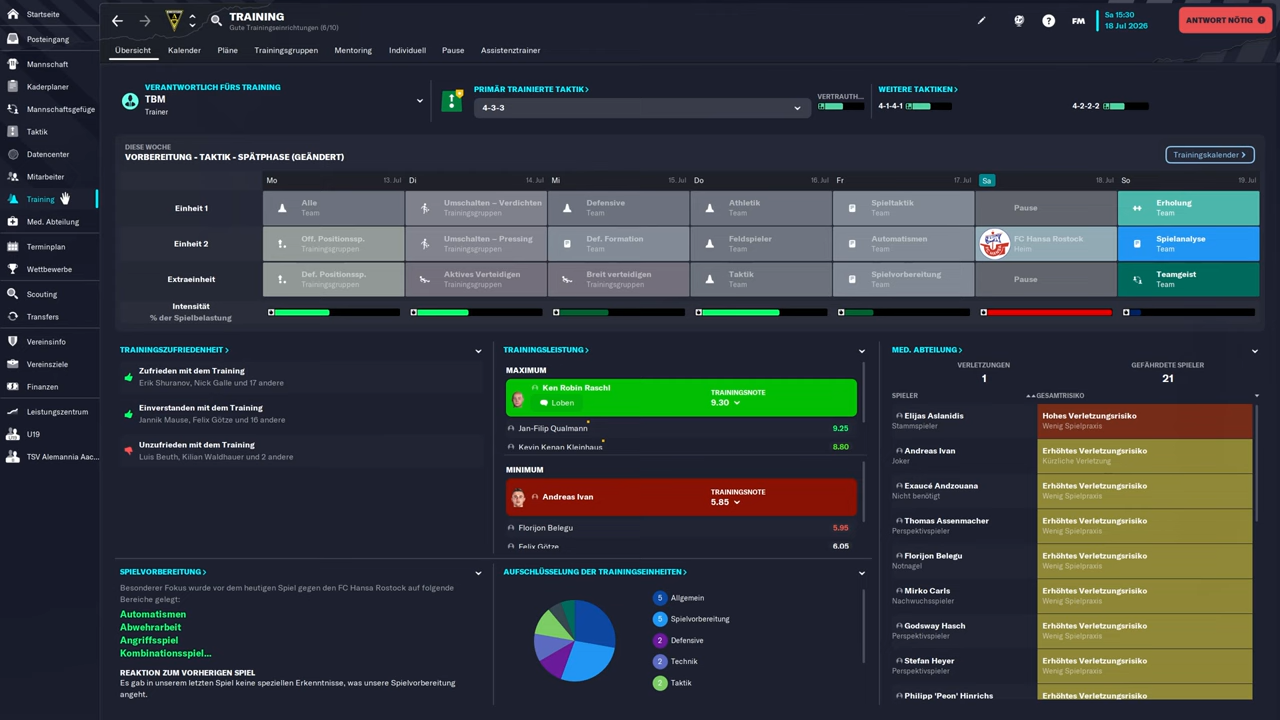 Startseite
Posteingang
Mannschaft
Kaderplaner
Mannschaftsgefüge
Taktik
Datencenter
Mitarbeiter
Training
Med. Abteilung
Terminplan
Wettbewerbe
Scouting
Transfers
Vereinsinfo
Vereinsziele
Finanzen
Leistungszentrum
U19
TSV Alemannia Aac...
TRAINING
Gute Trainingseinrichtungen (6/10)
FM
Sa 15:30
18 Jul 2026
ANTWORT NÖTIG
Übersicht Kalender Pläne Trainingsgruppen Mentoring Individuell Pause Assistenztrainer
VERANTWORTLICH FÜRS TRAINING
TBM
Trainer
PRIMÄR TRAINIERTE TAKTIK >
4-3-3
VERTRAUTH...
WEITERE TAKTIKEN >
4-1-4-1 4-2-2-2
DIESE WOCHE
VORBEREITUNG - TAKTIK - SPÄTPHASE (GEÄNDERT)
Trainingskalender >
Mo 13. Jul Di 14. Jul Mi 15. Jul Do 16. Jul Fr 17. Jul Sa 18. Jul So 19. Jul
Einheit 1
Alle
Team
Umschalten – Verdichten
Trainingsgruppen
Defensive
Team
Athletik
Team
Spieltaktik
Team
Pause
Erholung
Team
Einheit 2
Off. Positionssp.
Trainingsgruppen
Umschalten – Pressing
Trainingsgruppen
Def. Formation
Team
Feldspieler
Team
Automatismen
Team
FC Hansa Rostock
Heim
Spielanalyse
Team
Extraeinheit
Def. Positionssp.
Trainingsgruppen
Aktives Verteidigen
Trainingsgruppen
Breit verteidigen
Trainingsgruppen
Taktik
Team
Spielvorbereitung
Team
Pause
Teamgeist
Team
Intensität
% der Spielbelastung
TRAININGSZUFRIEDENHEIT >
Zufrieden mit dem Training
Erik Shuranov, Nick Galle und 17 andere
Einverstanden mit dem Training
Jannik Mause, Felix Götze und 16 andere
Unzufrieden mit dem Training
Luis Beuth, Kilian Waldhauer und 2 andere
TRAININGSLEISTUNG >
MAXIMUM
Ken Robin Raschl
Loben
TRAININGSNOTE
9.30
Jan-Filip Qualmann 9.25
Kevin Kenan Kleinhaus 8.80
MINIMUM
Andreas Ivan
TRAININGSNOTE
5.85
Florijon Belegu 5.95
Felix Götze 6.05
MED. ABTEILUNG >
VERLETZUNGEN
1
GEFÄHRDETE SPIELER
21
SPIELER GESAMTRISIKO
Elijas Aslanidis
Stammspieler
Hohes Verletzungsrisiko
Wenig Spielpraxis
Andreas Ivan
Joker
Erhöhtes Verletzungsrisiko
Kürzliche Verletzung
Exaucé Andzouana
Nicht benötigt
Erhöhtes Verletzungsrisiko
Wenig Spielpraxis
Thomas Assenmacher
Perspektivspieler
Erhöhtes Verletzungsrisiko
Wenig Spielpraxis
Florijon Belegu
Notnagel
Erhöhtes Verletzungsrisiko
Wenig Spielpraxis
Mirko Carls
Nachwuchsspieler
Erhöhtes Verletzungsrisiko
Wenig Spielpraxis
Godsway Hasch
Perspektivspieler
Erhöhtes Verletzungsrisiko
Wenig Spielpraxis
Stefan Heyer
Perspektivspieler
Erhöhtes Verletzungsrisiko
Wenig Spielpraxis
Philipp 'Peon' Hinrichs
Erhöhtes Verletzungsrisiko
SPIELVORBEREITUNG >
Besonderer Fokus wurde vor dem heutigen Spiel gegen den FC Hansa Rostock auf folgende
Bereiche gelegt:
Automatismen
Abwehrarbeit
Angriffsspiel
Kombinationsspiel...
REAKTION ZUM VORHERIGEN SPIEL
Es gab in unserem letzten Spiel keine speziellen Erkenntnis, was unsere Spielvorbereitung
angeht.
AUFSCHLÜSSELUNG DER TRAININGSEINHEITEN >
5 Allgemein
5 Spielvorbereitung
2 Defensive
2 Technik
2 Taktik